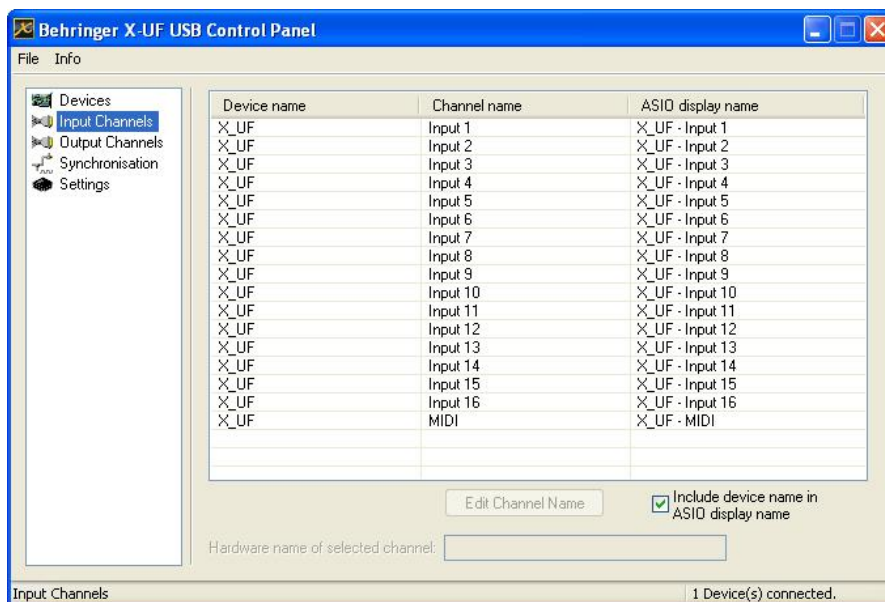 Behringer X-UF USB Control Panel
File Info
Devices
Input Channels
Output Channels
Synchronisation
Settings
Device name Channel name ASIO display name
X_UF Input 1 X_UF - Input 1
X_UF Input 2 X_UF - Input 2
X_UF Input 3 X_UF - Input 3
X_UF Input 4 X_UF - Input 4
X_UF Input 5 X_UF - Input 5
X_UF Input 6 X_UF - Input 6
X_UF Input 7 X_UF - Input 7
X_UF Input 8 X_UF - Input 8
X_UF Input 9 X_UF - Input 9
X_UF Input 10 X_UF - Input 10
X_UF Input 11 X_UF - Input 11
X_UF Input 12 X_UF - Input 12
X_UF Input 13 X_UF - Input 13
X_UF Input 14 X_UF - Input 14
X_UF Input 15 X_UF - Input 15
X_UF Input 16 X_UF - Input 16
X_UF MIDI X_UF - MIDI
Edit Channel Name
Include device name in
ASIO display name
Hardware name of selected channel:
Input Channels 1 Device(s) connected.